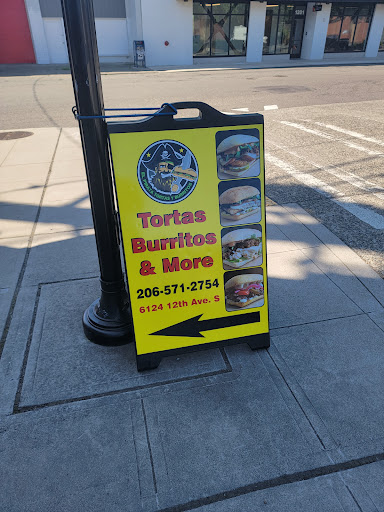 Tortas
Burritos
& More
206-571-2754
6124 12th Ave. S